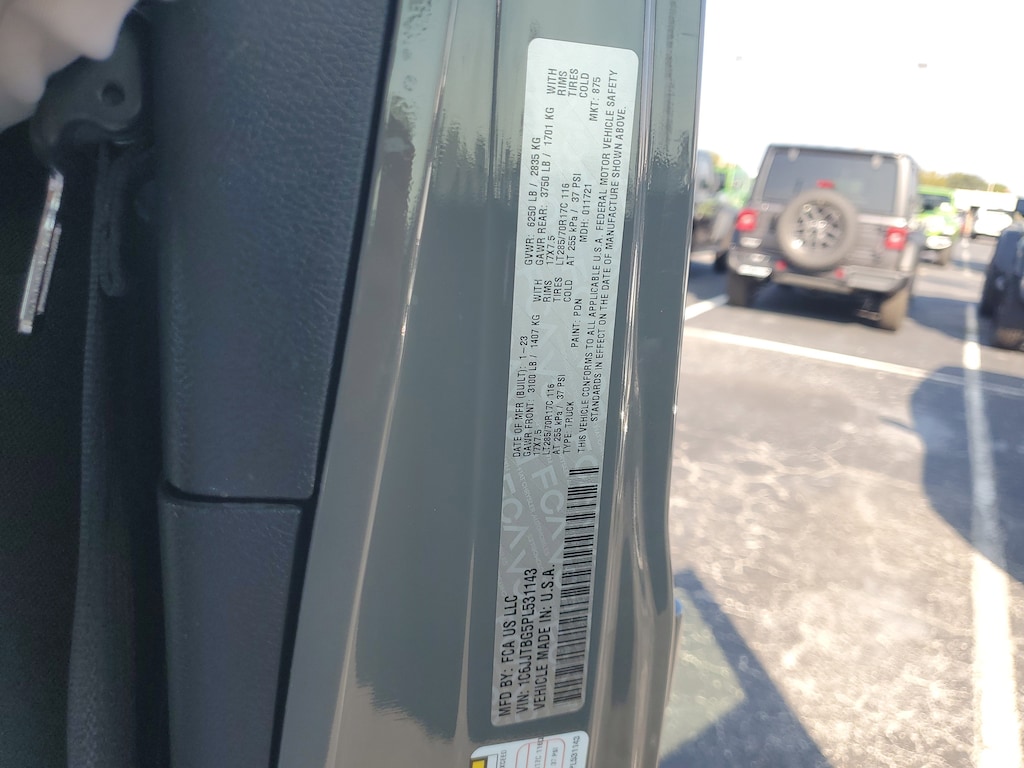 MFD BY: FCA US LLC
DATE OF MFR (BUILT): 1-23
GVWR: 6250 LB / 2835 KG
VIN: 1C6JJTBG5PL531143
GAWR FRONT: 3100 LB / 1407 KG WITH
GAWR REAR: 3750 LB / 1701 KG WITH
17X7.5 RIMS
17X7.5 RIMS
VEHICLE MADE IN: U.S.A.
LT285/70R17C 116 TIRES
LT285/70R17C 116 TIRES
AT 255 kPa / 37 PSI COLD
AT 255 kPa / 37 PSI COLD
TYPE: TRUCK PAINT: PDN MDH: 011721 MKT: 875
THIS VEHICLE CONFORMS TO ALL APPLICABLE U.S.A. FEDERAL MOTOR VEHICLE SAFETY
STANDARDS IN EFFECT ON THE DATE OF MANUFACTURE SHOWN ABOVE.
FCA
PL531143